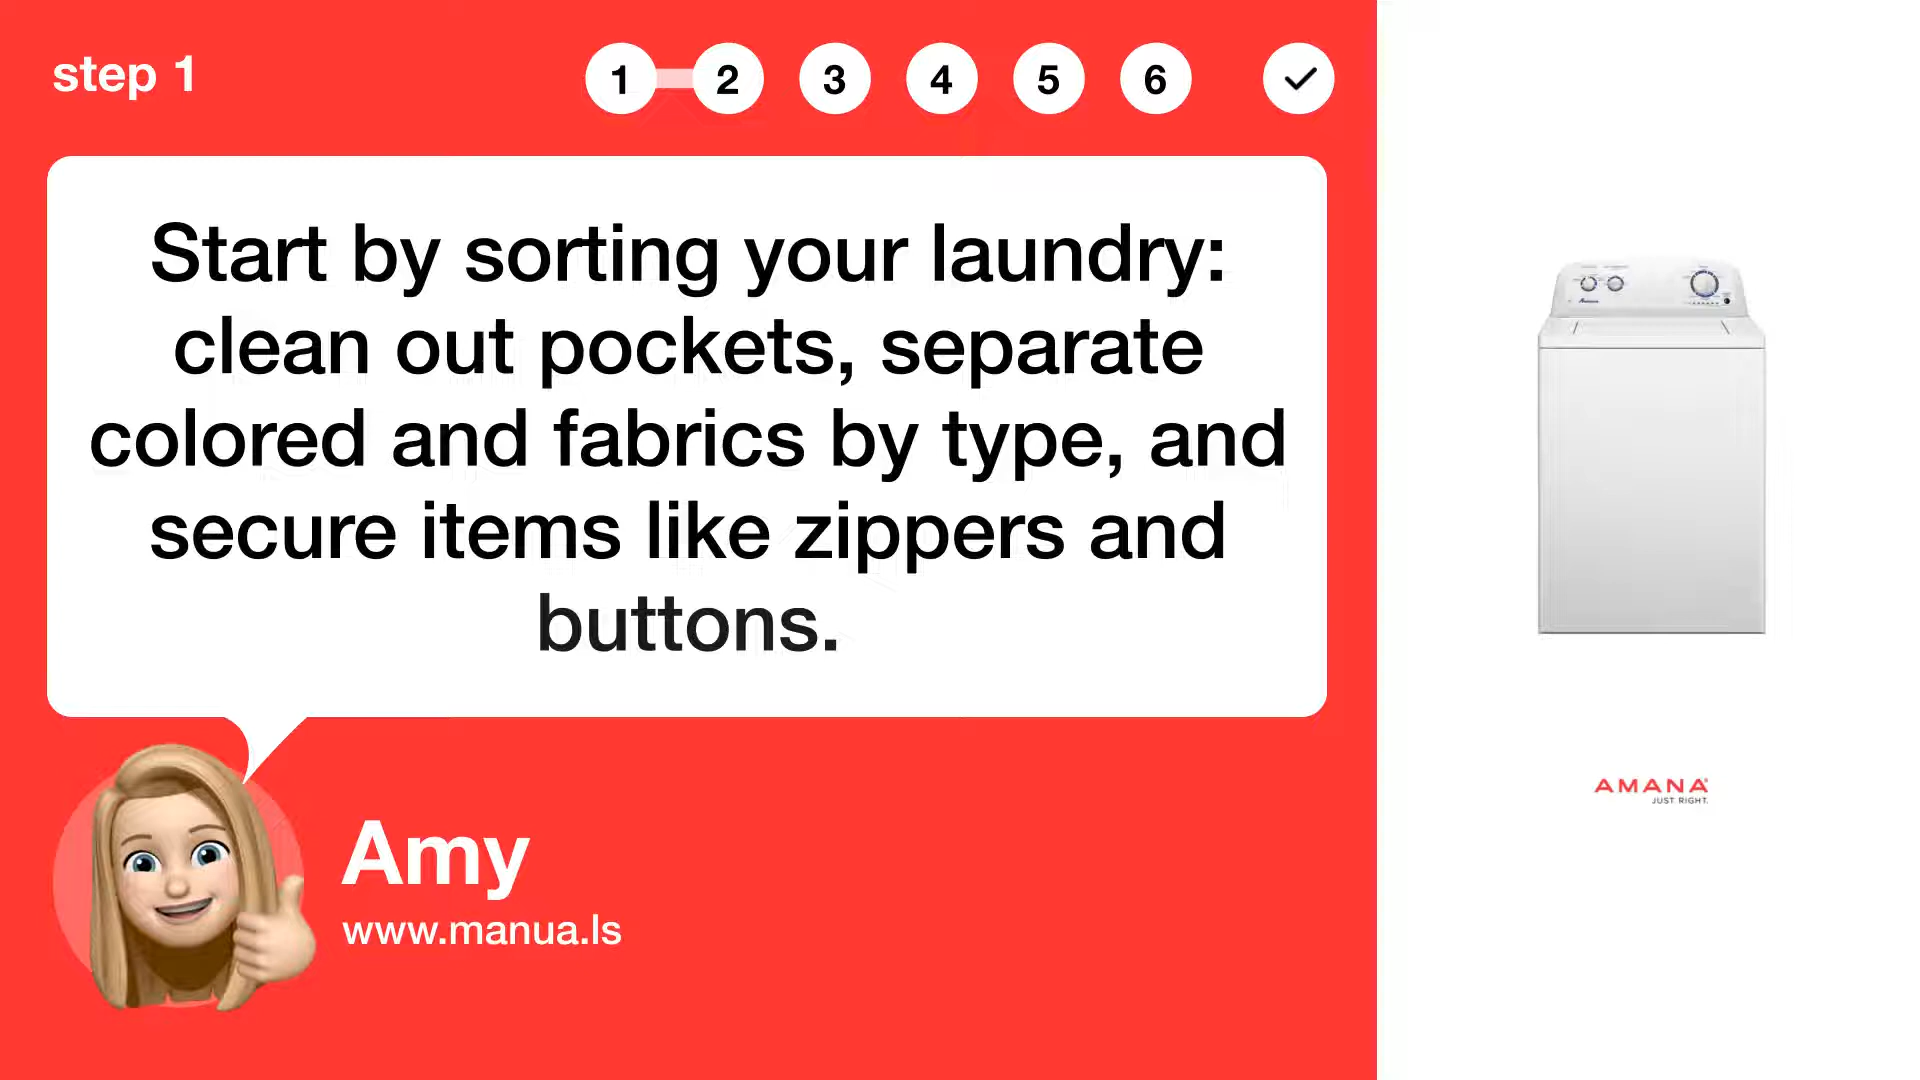 step 1
1 2 3 4 5 6
Start by sorting your laundry:
clean out pockets, separate
colored and fabrics by type, and
secure items like zippers and
buttons.
Amy
www.manua.ls
AMANA®
JUST RIGHT.